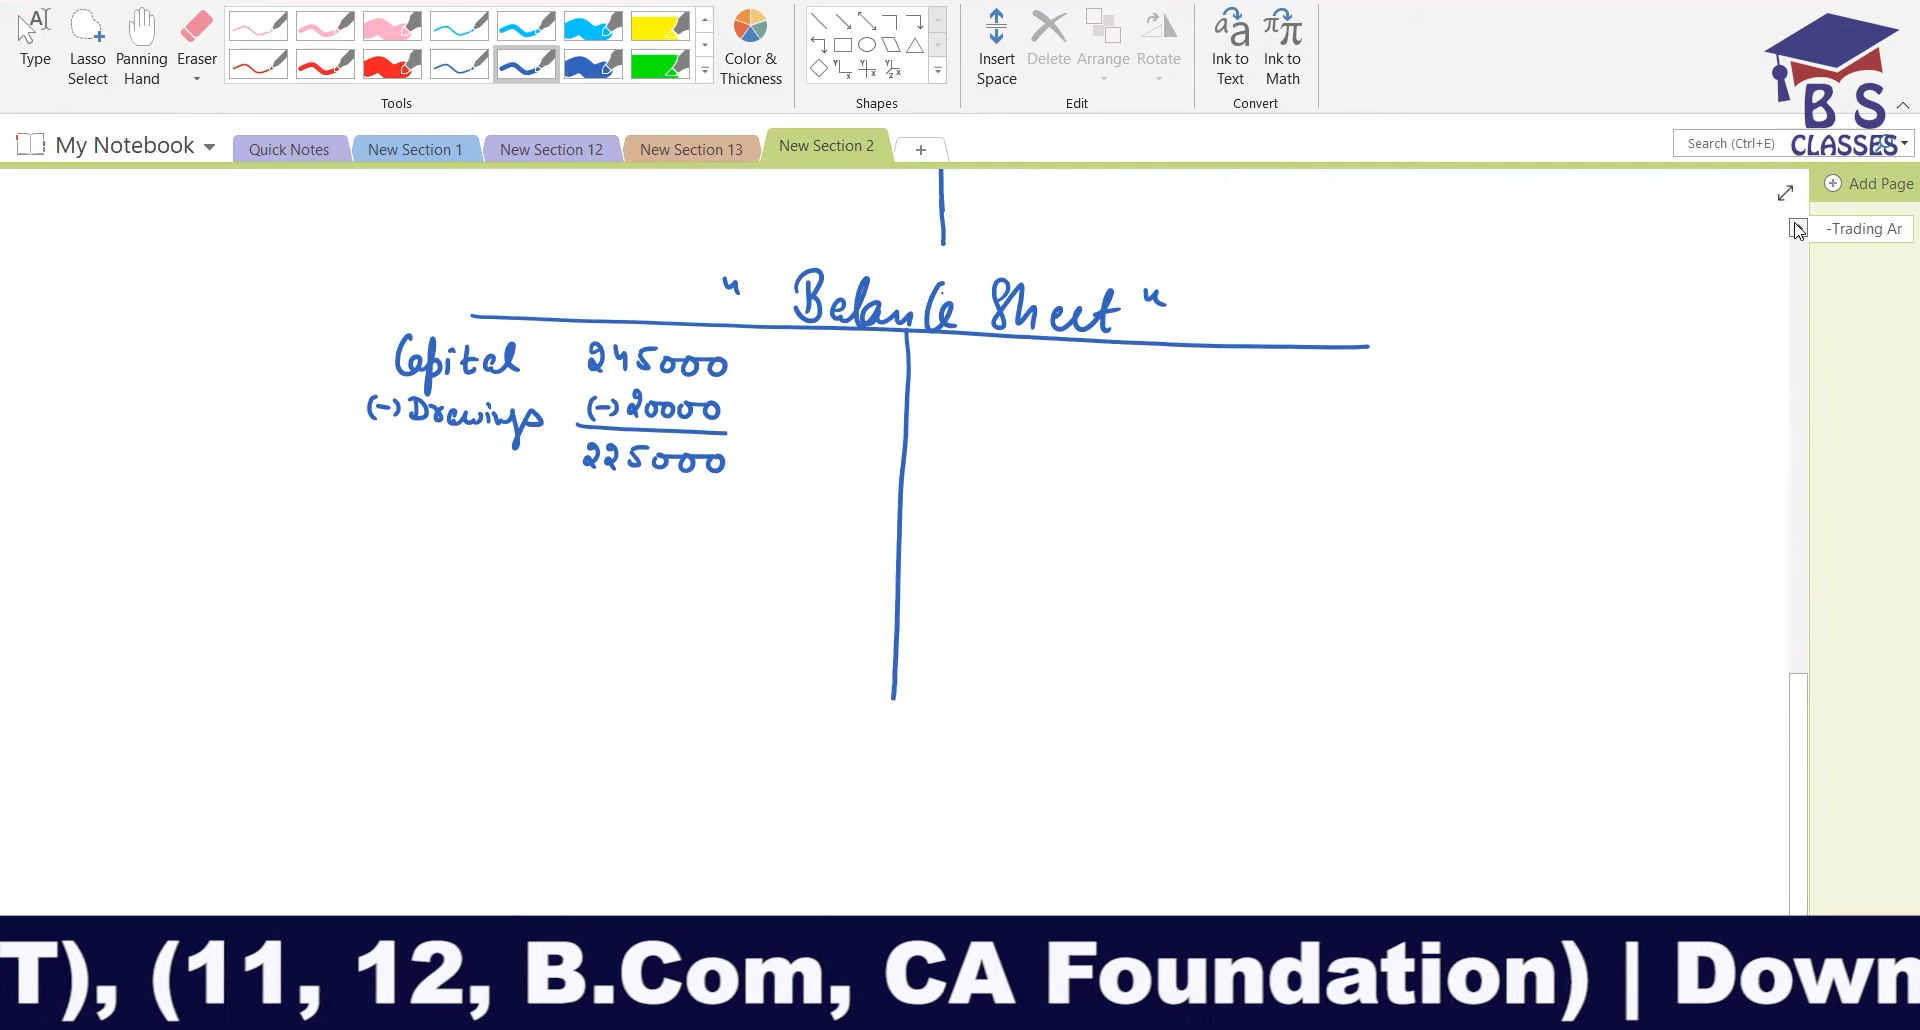 Type
Lasso Select
Panning Hand
Eraser
Color & Thickness
Insert Space
Delete
Arrange
Rotate
Ink to Text
Ink to Math
Tools
Shapes
Edit
Convert
BS
CLASSES
My Notebook
Quick Notes
New Section 1
New Section 12
New Section 13
New Section 2
+
Search (Ctrl+E)
Add Page
-Trading Ar
" Balance Sheet "
Capital 245000
(-) Drawings (-) 20000
225000
T), (11, 12, B.Com, CA Foundation) | Down